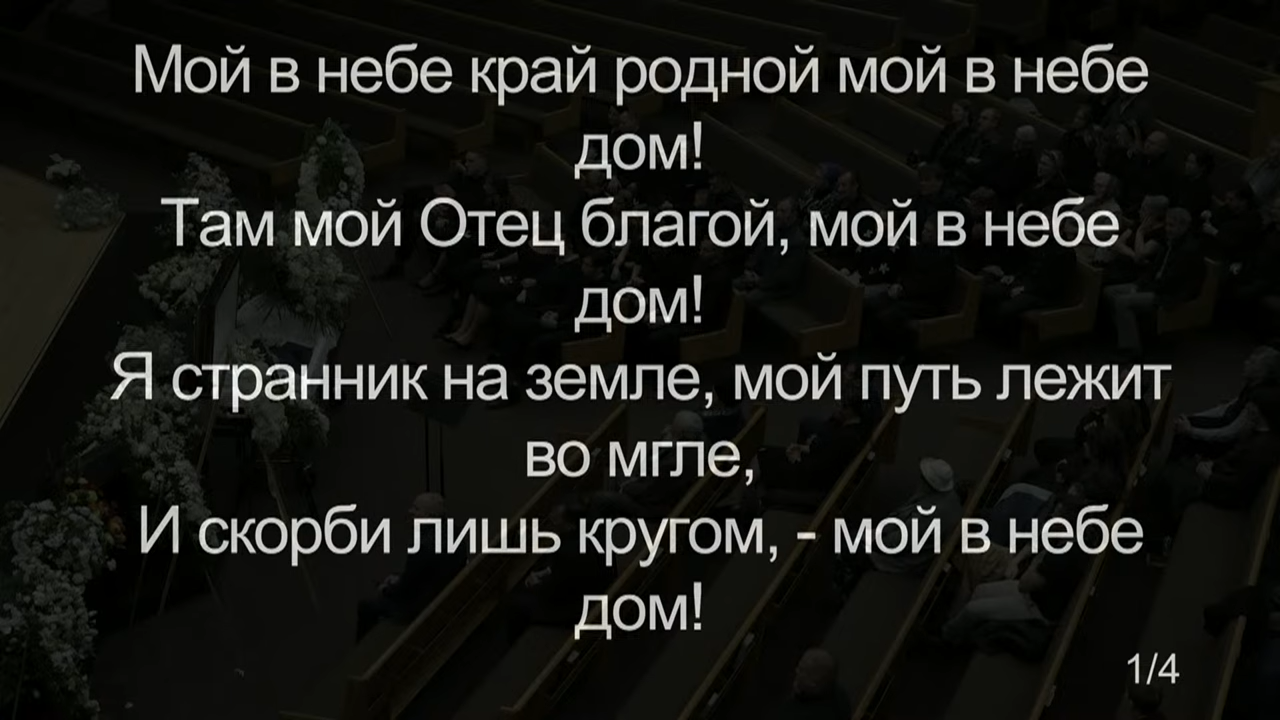 Мой в небе край родной мой в небе
дом!
Там мой Отец благой, мой в небе
дом!
Я странник на земле, мой путь лежит
во мгле,
И скорби лишь кругом, - мой в небе
дом!
1/4